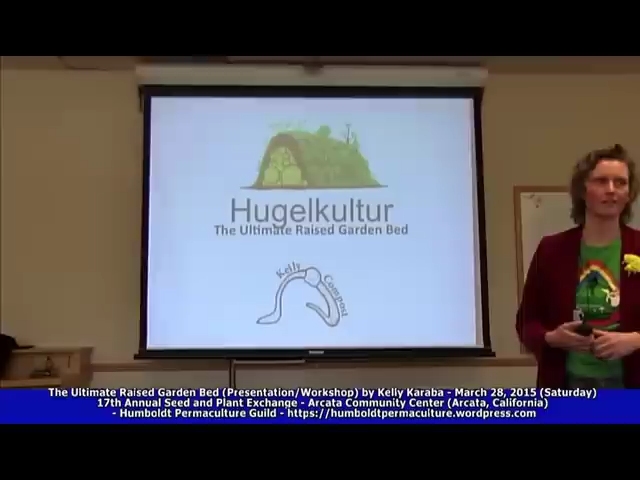 Hugelkultur
The Ultimate Raised Garden Bed
Kelly Compost
The Ultimate Raised Garden Bed (Presentation/Workshop) by Kelly Karaba - March 28, 2015 (Saturday)
17th Annual Seed and Plant Exchange - Arcata Community Center (Arcata, California)
- Humboldt Permaculture Guild - https://humboldtpermaculture.wordpress.com